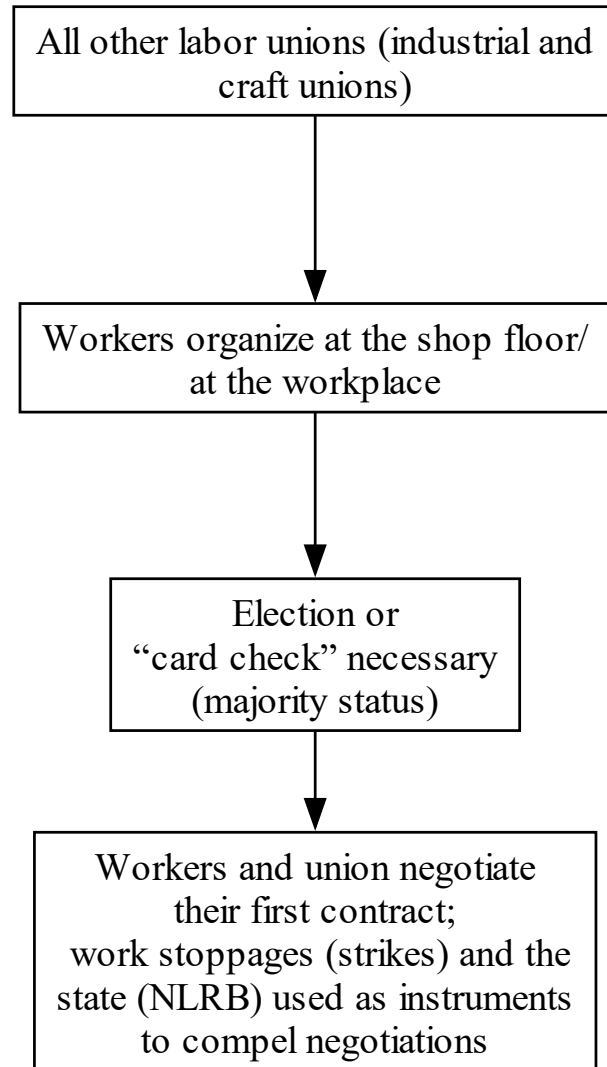 All other labor unions (industrial and
craft unions)
Workers organize at the shop floor/
at the workplace
Election or
“card check” necessary
(majority status)
Workers and union negotiate
their first contract;
work stoppages (strikes) and the
state (NLRB) used as instruments
to compel negotiations